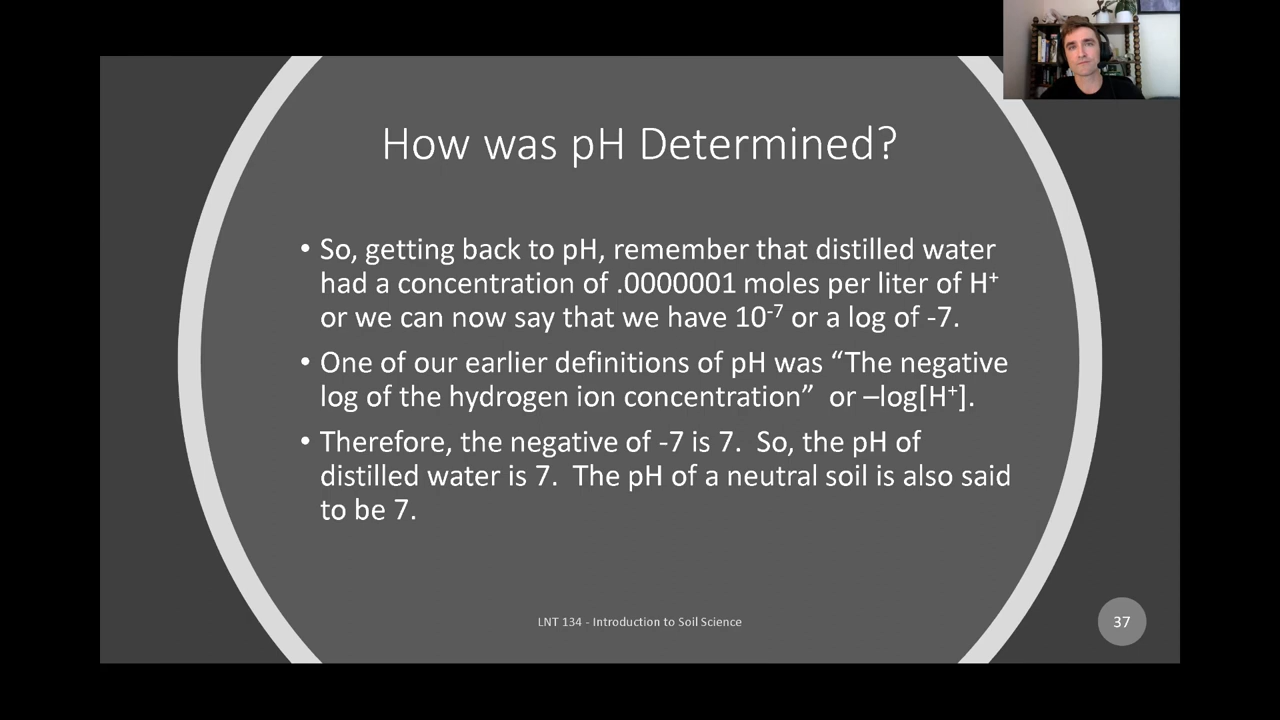 How was pH Determined?
• So, getting back to pH, remember that distilled water
had a concentration of .0000001 moles per liter of H⁺
or we can now say that we have 10⁻⁷ or a log of -7.
• One of our earlier definitions of pH was “The negative
log of the hydrogen ion concentration”  or –log[H⁺].
• Therefore, the negative of -7 is 7.  So, the pH of
distilled water is 7.  The pH of a neutral soil is also said
to be 7.
LNT 134 - Introduction to Soil Science
37